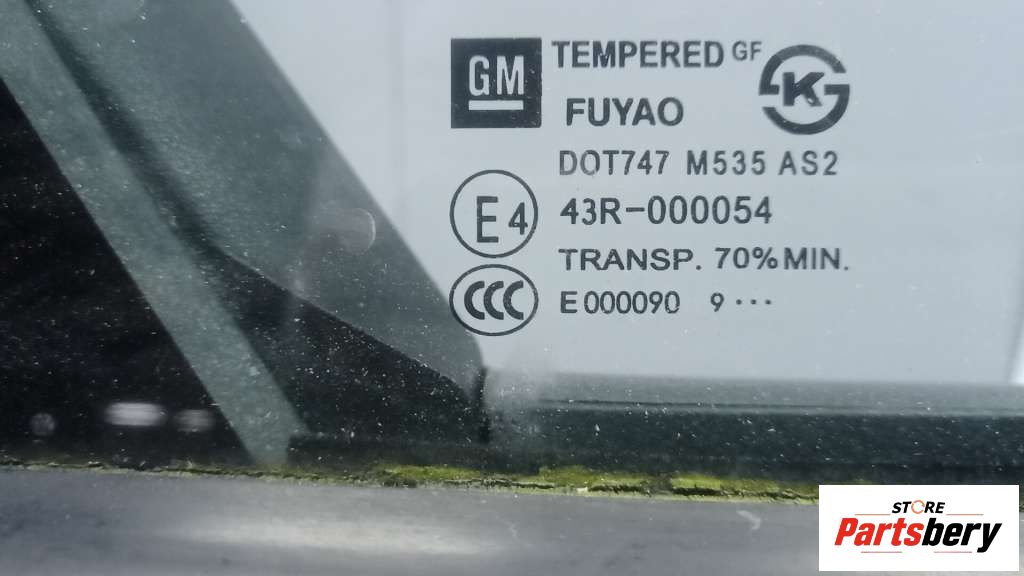 GM TEMPERED GF
FUYAO
DOT747 M535 AS2
E4 43R-000054
TRANSP. 70% MIN.
CCC E000090 9 ···
K
STORE
Partsbery